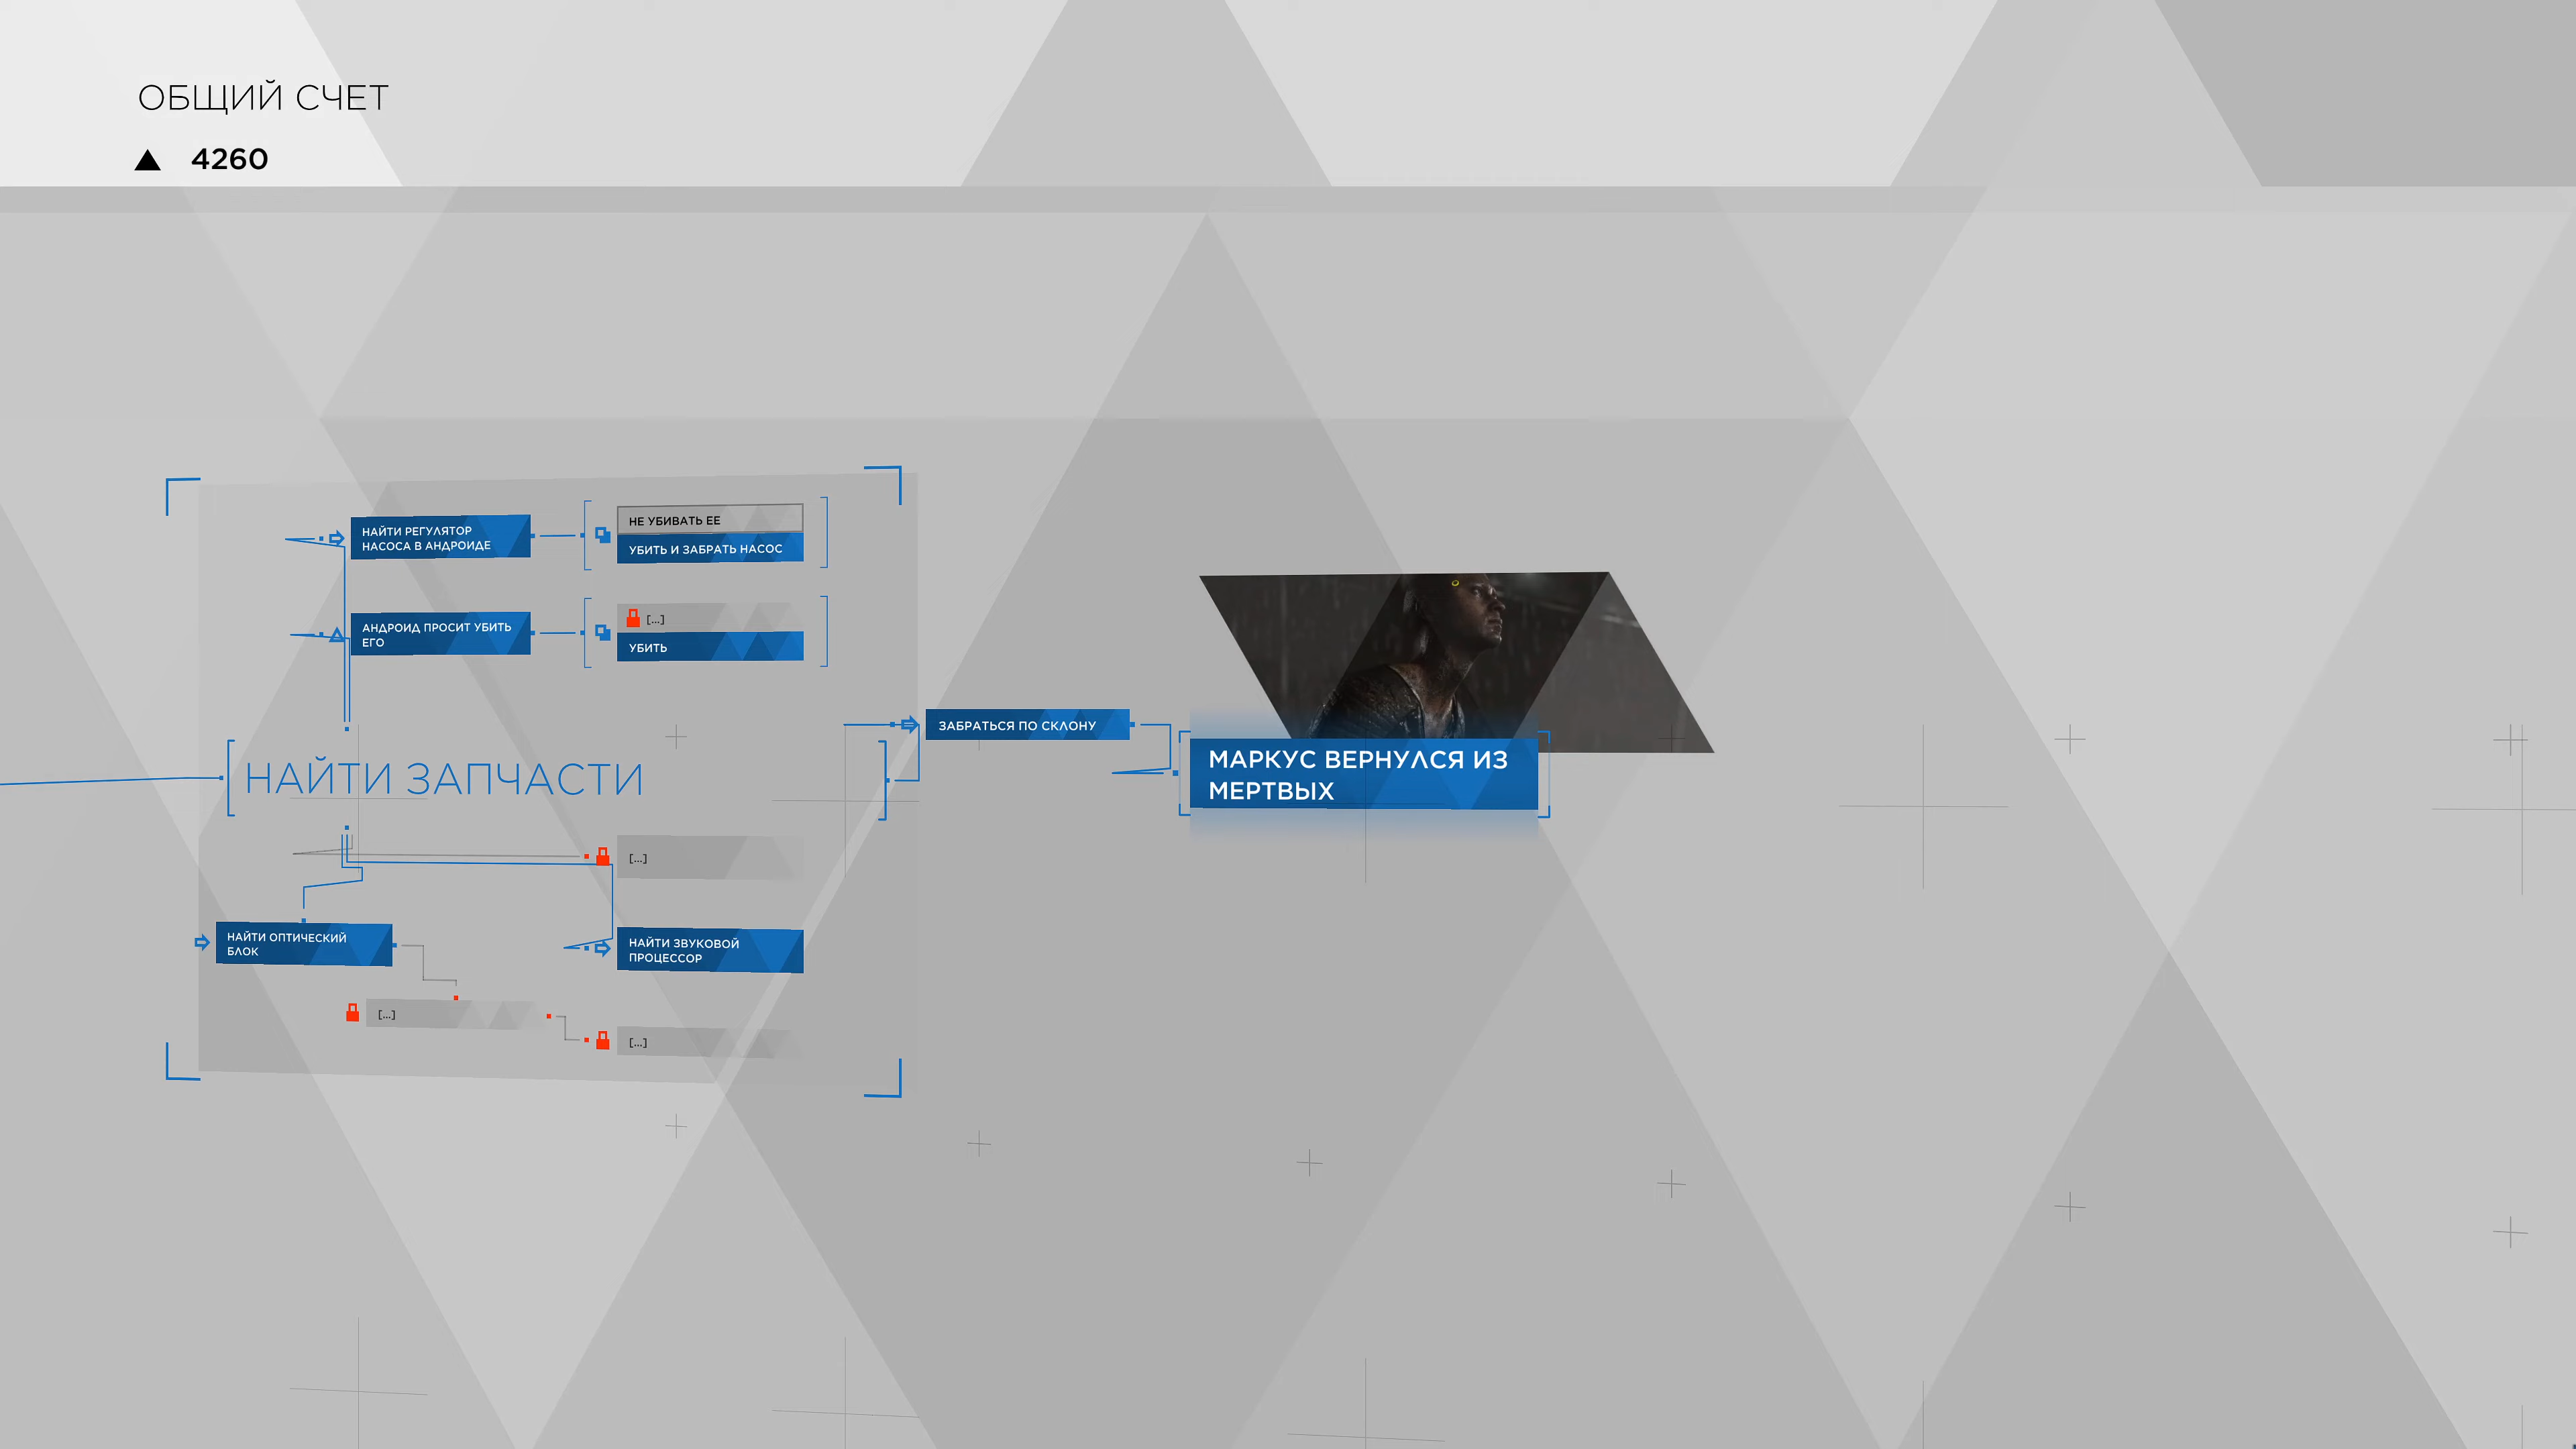 ОБЩИЙ СЧЕТ
4260
НАЙТИ РЕГУЛЯТОР
НАСОСА В АНДРОИДЕ
НЕ УБИВАТЬ ЕЕ
УБИТЬ И ЗАБРАТЬ НАСОС
АНДРОИД ПРОСИТ УБИТЬ
ЕГО
[...]
УБИТЬ
НАЙТИ ЗАПЧАСТИ
ЗАБРАТЬСЯ ПО СКЛОНУ
МАРКУС ВЕРНУЛСЯ ИЗ
МЕРТВЫХ
[...]
НАЙТИ ОПТИЧЕСКИЙ
БЛОК
НАЙТИ ЗВУКОВОЙ
ПРОЦЕССОР
[...]
[...]